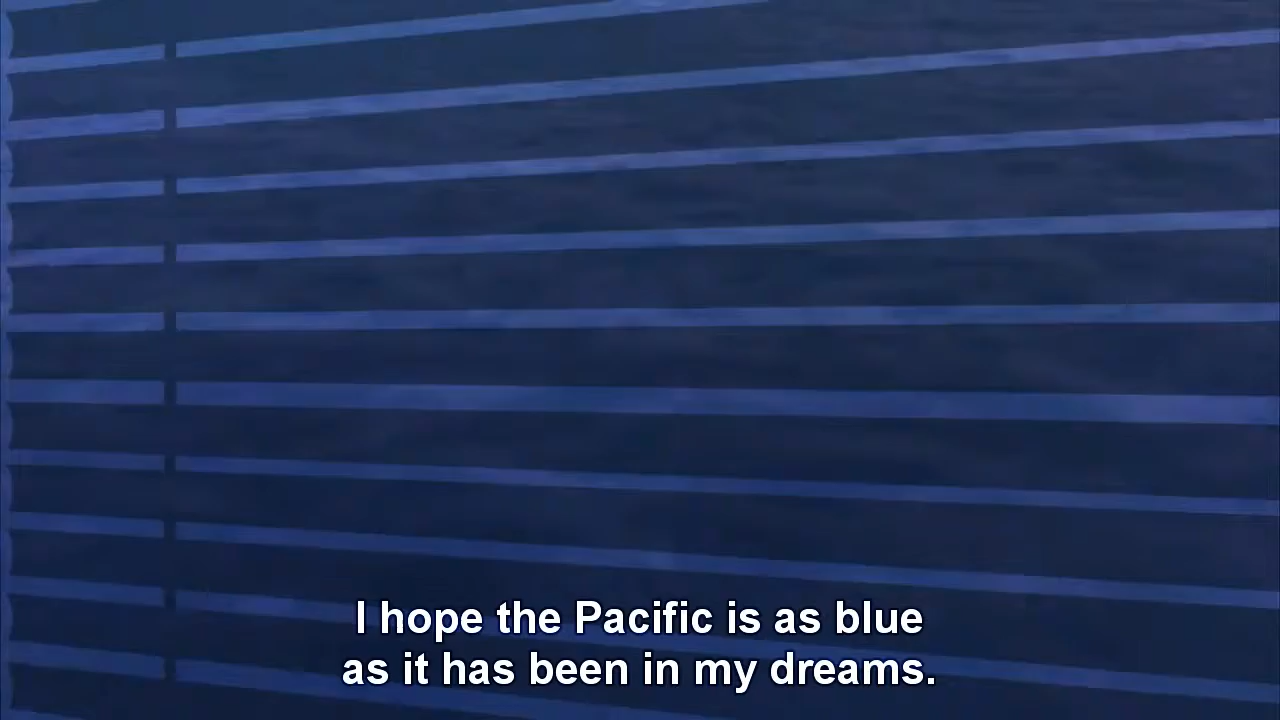 I hope the Pacific is as blue
as it has been in my dreams.